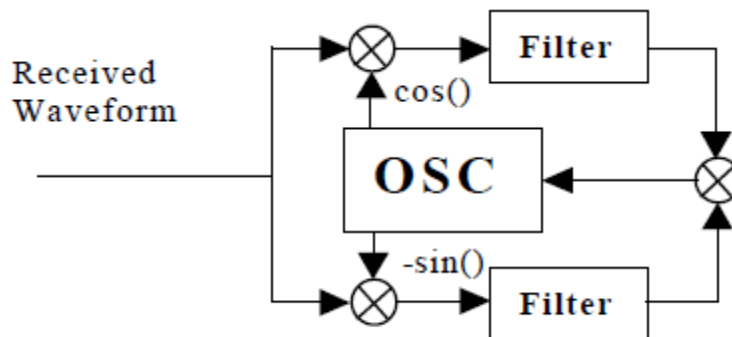 Received
Waveform
Filter
cos()
OSC
-sin()
Filter